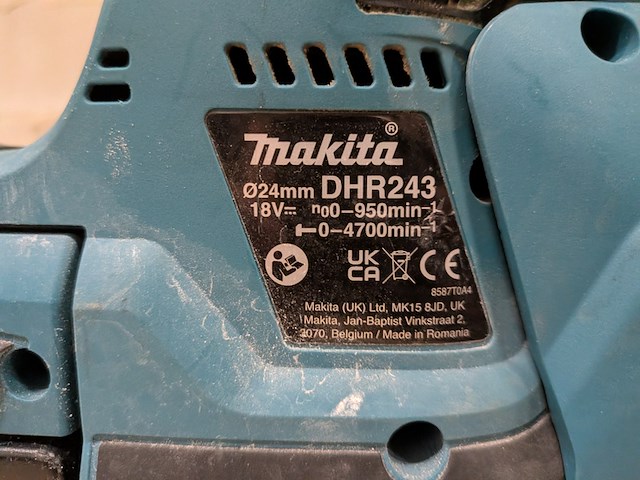 Makita®
Ø24mm DHR243
18V⎓ n₀0–950min⁻¹
0–4700min⁻¹
UK
CA CE
8587T0A4
Makita (UK) Ltd, MK15 8JD, UK
Makita, Jan-Baptist Vinkstraat 2,
3070, Belgium / Made in Romania